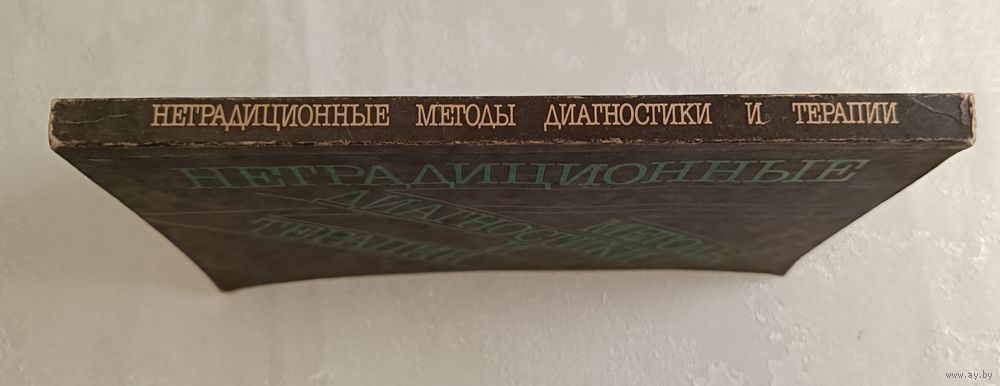 НЕТРАДИЦИОННЫЕ МЕТОДЫ ДИАГНОСТИКИ И ТЕРАПИИ
НЕТРАДИЦИОННЫЕ
МЕТОДЫ
ДИАГНОСТИКИ
И
ТЕРАПИИ
www.ay.by